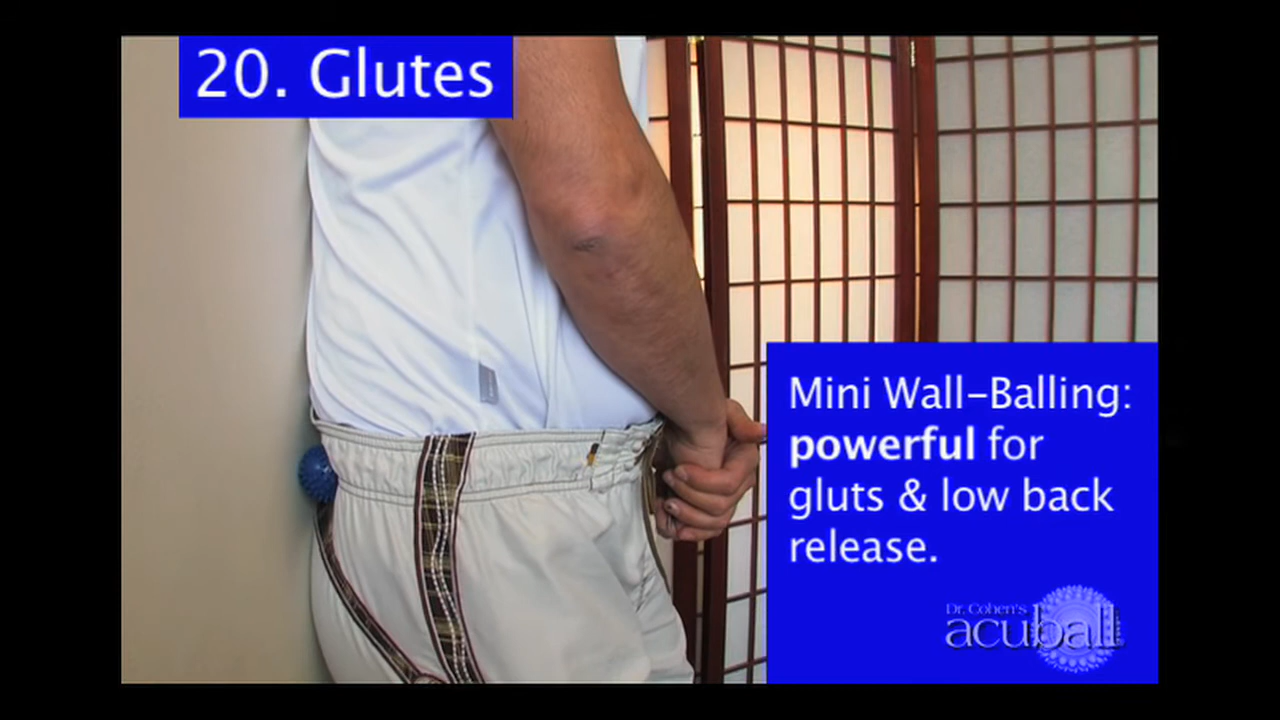 20. Glutes
Mini Wall-Balling:
powerful for
gluts & low back
release.
Dr. Cohen's
acuball